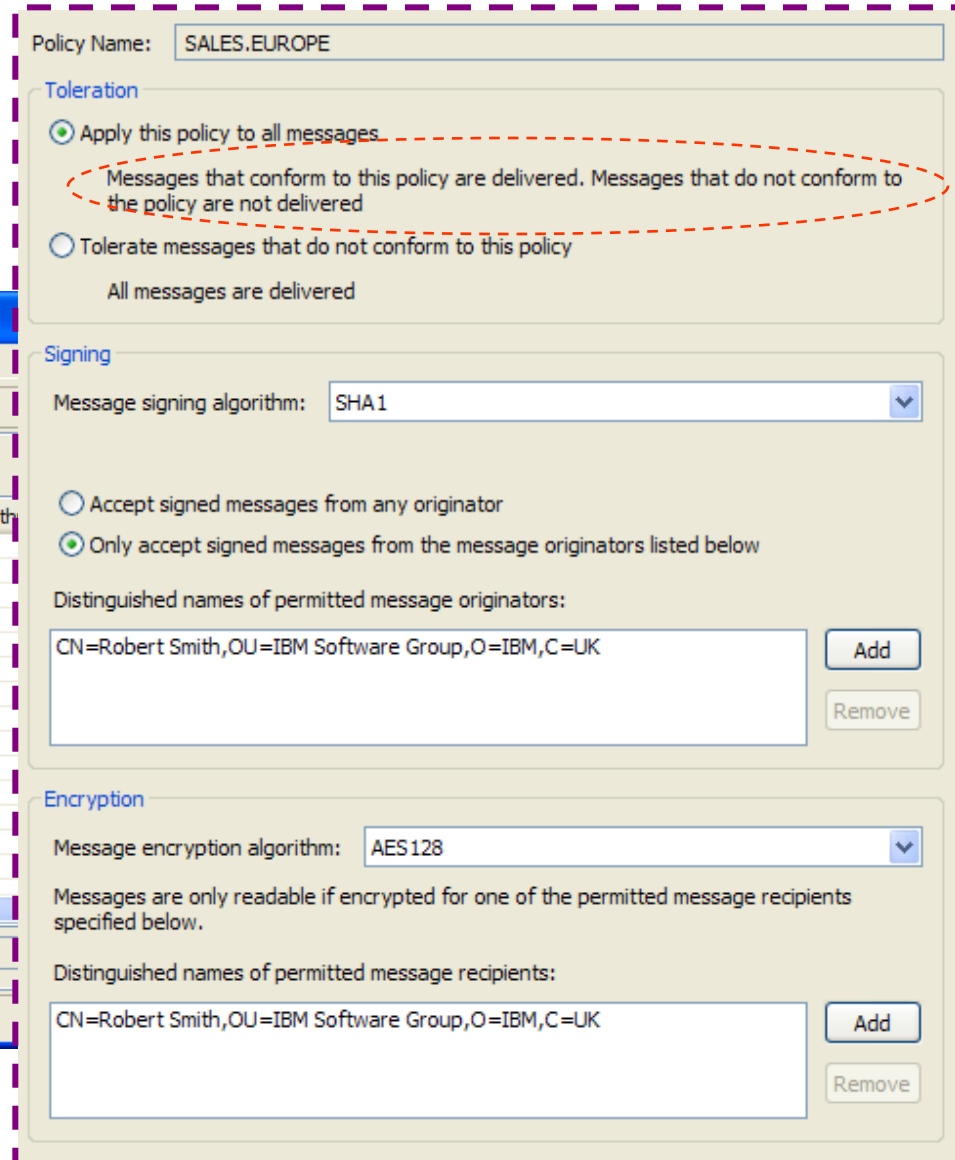 Policy Name: SALES.EUROPE
Toleration
Apply this policy to all messages
Messages that conform to this policy are delivered. Messages that do not conform to
the policy are not delivered
Tolerate messages that do not conform to this policy
All messages are delivered
Signing
Message signing algorithm: SHA1
th
Accept signed messages from any originator
Only accept signed messages from the message originators listed below
Distinguished names of permitted message originators:
CN=Robert Smith,OU=IBM Software Group,O=IBM,C=UK
Add
Remove
Encryption
Message encryption algorithm: AES128
Messages are only readable if encrypted for one of the permitted message recipients
specified below.
Distinguished names of permitted message recipients:
CN=Robert Smith,OU=IBM Software Group,O=IBM,C=UK
Add
Remove